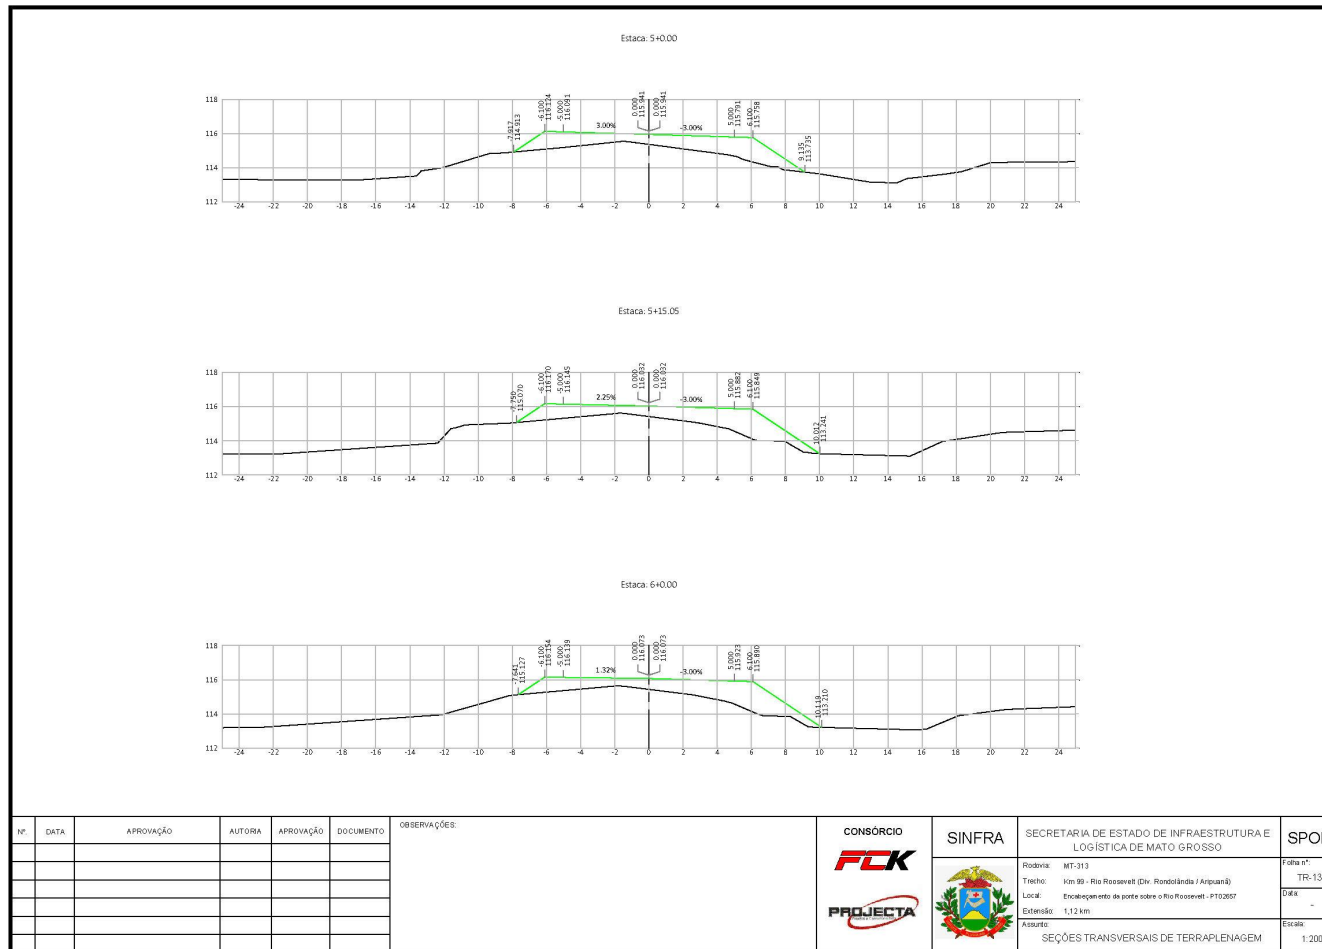 Estaca: 5+0.00
-7.917
114.913
-6.100
116.124
-5.000
116.091
3.00%
0.000
115.941
0.000
115.941
-3.00%
5.000
115.791
6.100
115.758
9.135
113.735
118
116
114
112
-24 -22 -20 -18 -16 -14 -12 -10 -8 -6 -4 -2 0 2 4 6 8 10 12 14 16 18 20 22 24
Estaca: 5+15.05
-7.750
115.070
-6.100
116.170
-5.000
116.145
2.25%
0.000
116.032
0.000
116.032
-3.00%
5.000
115.882
6.100
115.849
10.012
113.241
118
116
114
112
-24 -22 -20 -18 -16 -14 -12 -10 -8 -6 -4 -2 0 2 4 6 8 10 12 14 16 18 20 22 24
Estaca: 6+0.00
-7.641
115.127
-6.100
116.154
-5.000
116.139
1.32%
0.000
116.073
0.000
116.073
-3.00%
5.000
115.923
6.100
115.890
10.119
113.210
118
116
114
112
-24 -22 -20 -18 -16 -14 -12 -10 -8 -6 -4 -2 0 2 4 6 8 10 12 14 16 18 20 22 24
Nº. DATA APROVAÇÃO AUTORIA APROVAÇÃO DOCUMENTO
OBSERVAÇÕES:
CONSÓRCIO
FCK
PROJECTA
SINFRA
SECRETARIA DE ESTADO DE INFRAESTRUTURA E
LOGÍSTICA DE MATO GROSSO
Rodovia: MT-313
Trecho: Km 99 - Rio Roosevelt (Div. Rondolândia / Aripuanã)
Local: Encabeçamento da ponte sobre o Rio Roosevelt - PT02657
Extensão: 1,12 km
Assunto:
SEÇÕES TRANSVERSAIS DE TERRAPLENAGEM
Folha nº:
TR-13
Data:
-
Escala:
1:200